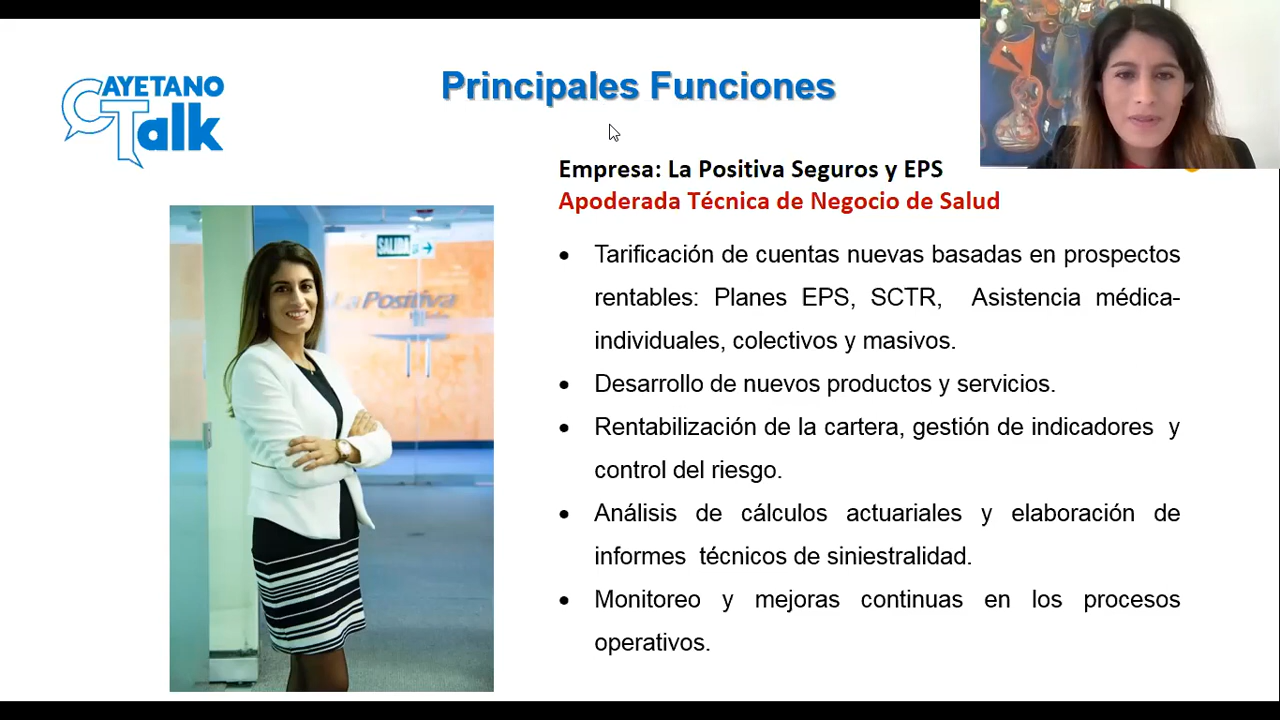 CAYETANO
Talk
Principales Funciones
Empresa: La Positiva Seguros y EPS
Apoderada Técnica de Negocio de Salud
SALIDA
La Positiva
• Tarificación de cuentas nuevas basadas en prospectos
rentables: Planes EPS, SCTR, Asistencia médica-
individuales, colectivos y masivos.
• Desarrollo de nuevos productos y servicios.
• Rentabilización de la cartera, gestión de indicadores y
control del riesgo.
• Análisis de cálculos actuariales y elaboración de
informes técnicos de siniestralidad.
• Monitoreo y mejoras continuas en los procesos
operativos.